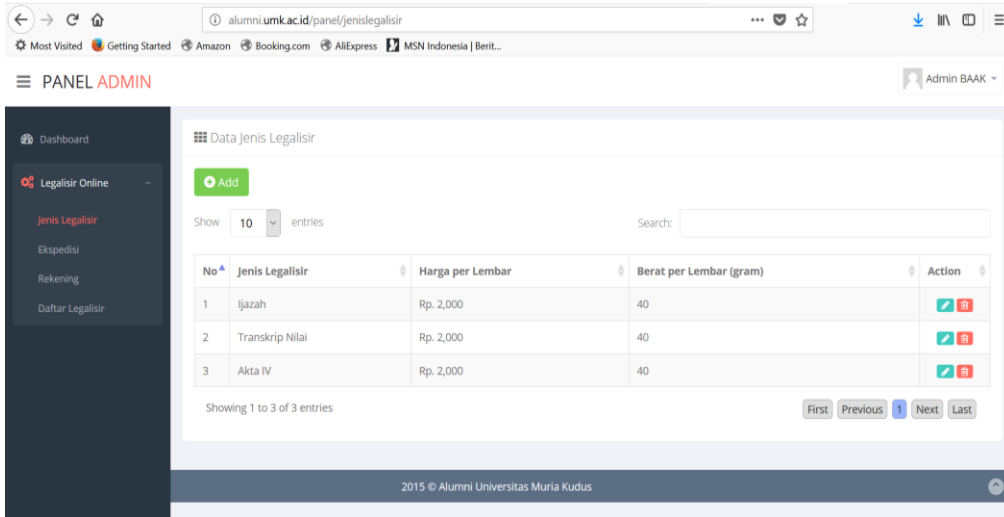 alumni.umk.ac.id/panel/jenislegalisir
Most Visited Getting Started Amazon Booking.com AliExpress MSN Indonesia | Berit...
PANEL ADMIN
Admin BAAK
Dashboard
Legalisir Online
Jenis Legalisir
Ekspedisi
Rekening
Daftar Legalisir
Data Jenis Legalisir
Add
Show 10 entries
Search:
No Jenis Legalisir Harga per Lembar Berat per Lembar (gram) Action
1 Ijazah Rp. 2,000 40
2 Transkrip Nilai Rp. 2,000 40
3 Akta IV Rp. 2,000 40
Showing 1 to 3 of 3 entries
First Previous 1 Next Last
2015 © Alumni Universitas Muria Kudus